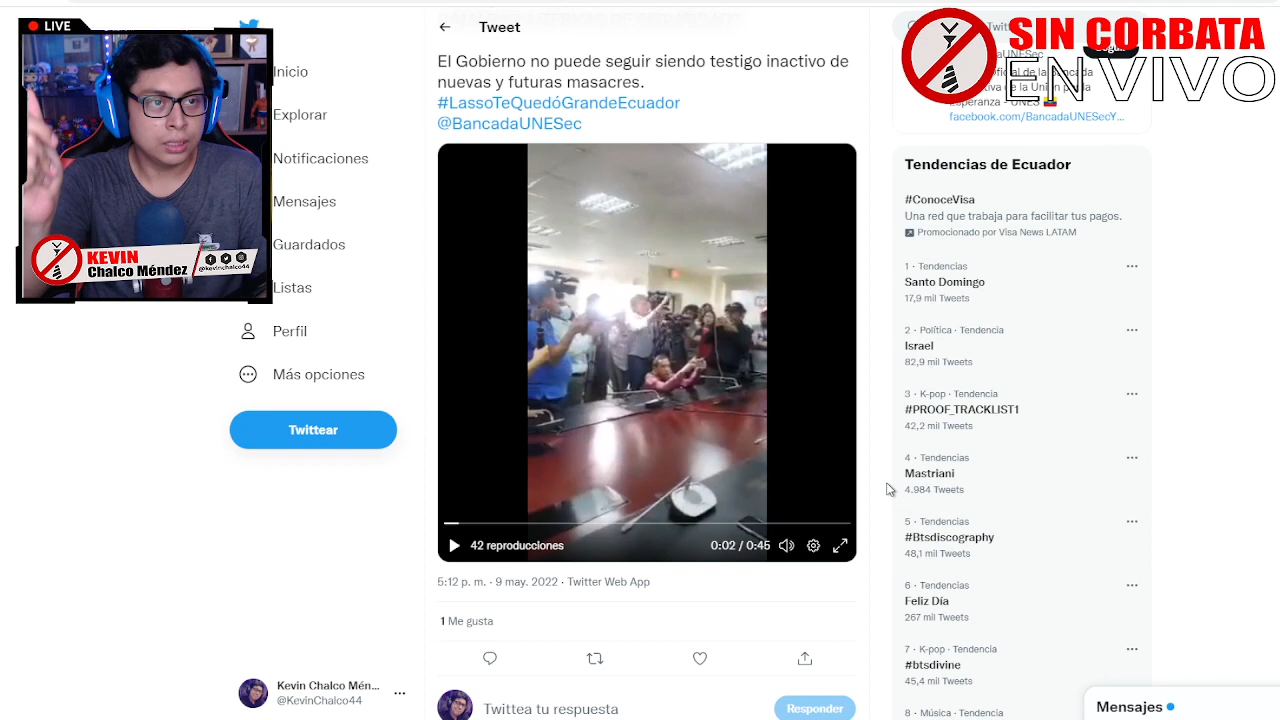 LIVE
KEVIN
Chalco Méndez
@kevinchalco44
SIN CORBATA
EN VIVO
Inicio
Explorar
Notificaciones
Mensajes
Guardados
Listas
Perfil
Más opciones
Twittear
Kevin Chalco Mén...
@KevinChalco44
Tweet
El Gobierno no puede seguir siendo testigo inactivo de
nuevas y futuras masacres.
#LassoTeQuedóGrandeEcuador
@BancadaUNESec
42 reproducciones
0:02 / 0:45
5:12 p. m. · 9 may. 2022 · Twitter Web App
1 Me gusta
Twittea tu respuesta
Responder
facebook.com/BancadaUNESecY...
Tendencias de Ecuador
#ConoceVisa
Una red que trabaja para facilitar tus pagos.
Promocionado por Visa News LATAM
1 · Tendencias
Santo Domingo
17,9 mil Tweets
2 · Política · Tendencia
Israel
82,9 mil Tweets
3 · K-pop · Tendencia
#PROOF_TRACKLIST1
42,2 mil Tweets
4 · Tendencias
Mastriani
4.984 Tweets
5 · Tendencias
#Btsdiscography
48,1 mil Tweets
6 · Tendencias
Feliz Día
267 mil Tweets
7 · K-pop · Tendencia
#btsdivine
45,4 mil Tweets
8 · Música · Tendencia
Mensajes